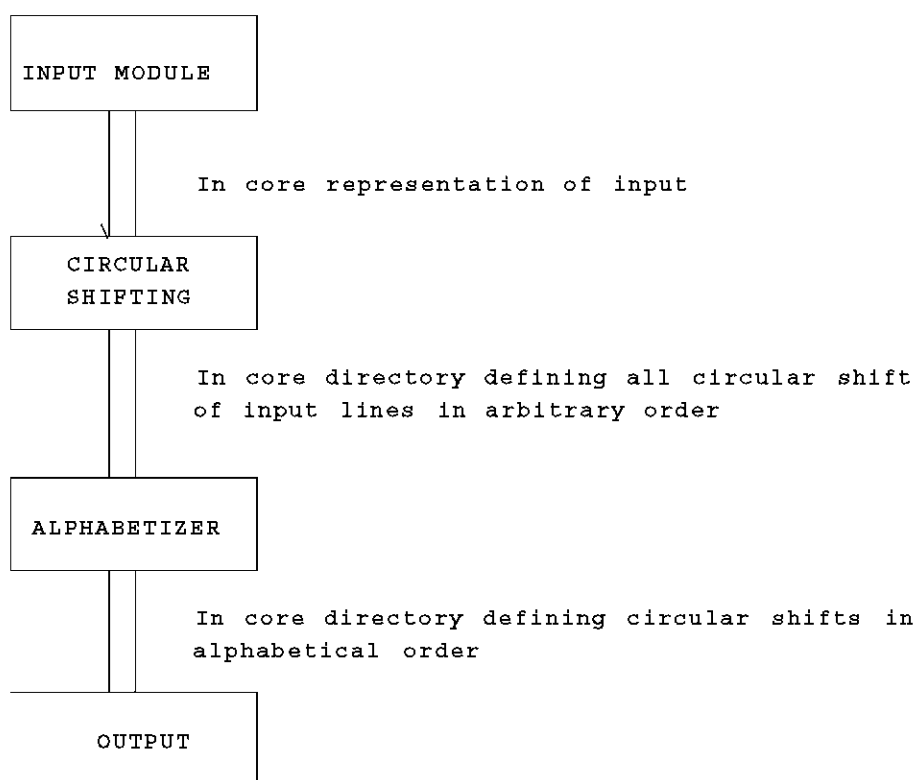 INPUT MODULE
In core representation of input
CIRCULAR
SHIFTING
In core directory defining all circular shift
of input lines in arbitrary order
ALPHABETIZER
In core directory defining circular shifts in
alphabetical order
OUTPUT